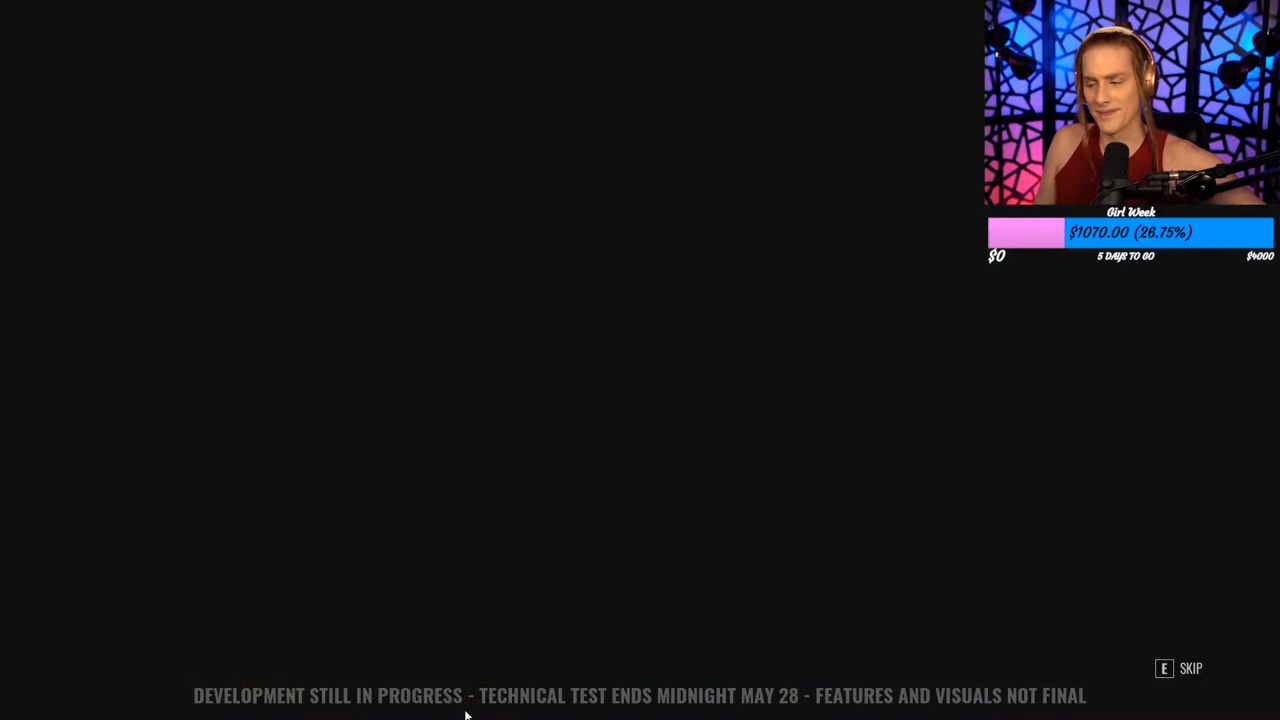 Girl Week
$1070.00 (26.75%)
$0 5 DAYS TO GO $4000
E SKIP
DEVELOPMENT STILL IN PROGRESS - TECHNICAL TEST ENDS MIDNIGHT MAY 28 - FEATURES AND VISUALS NOT FINAL